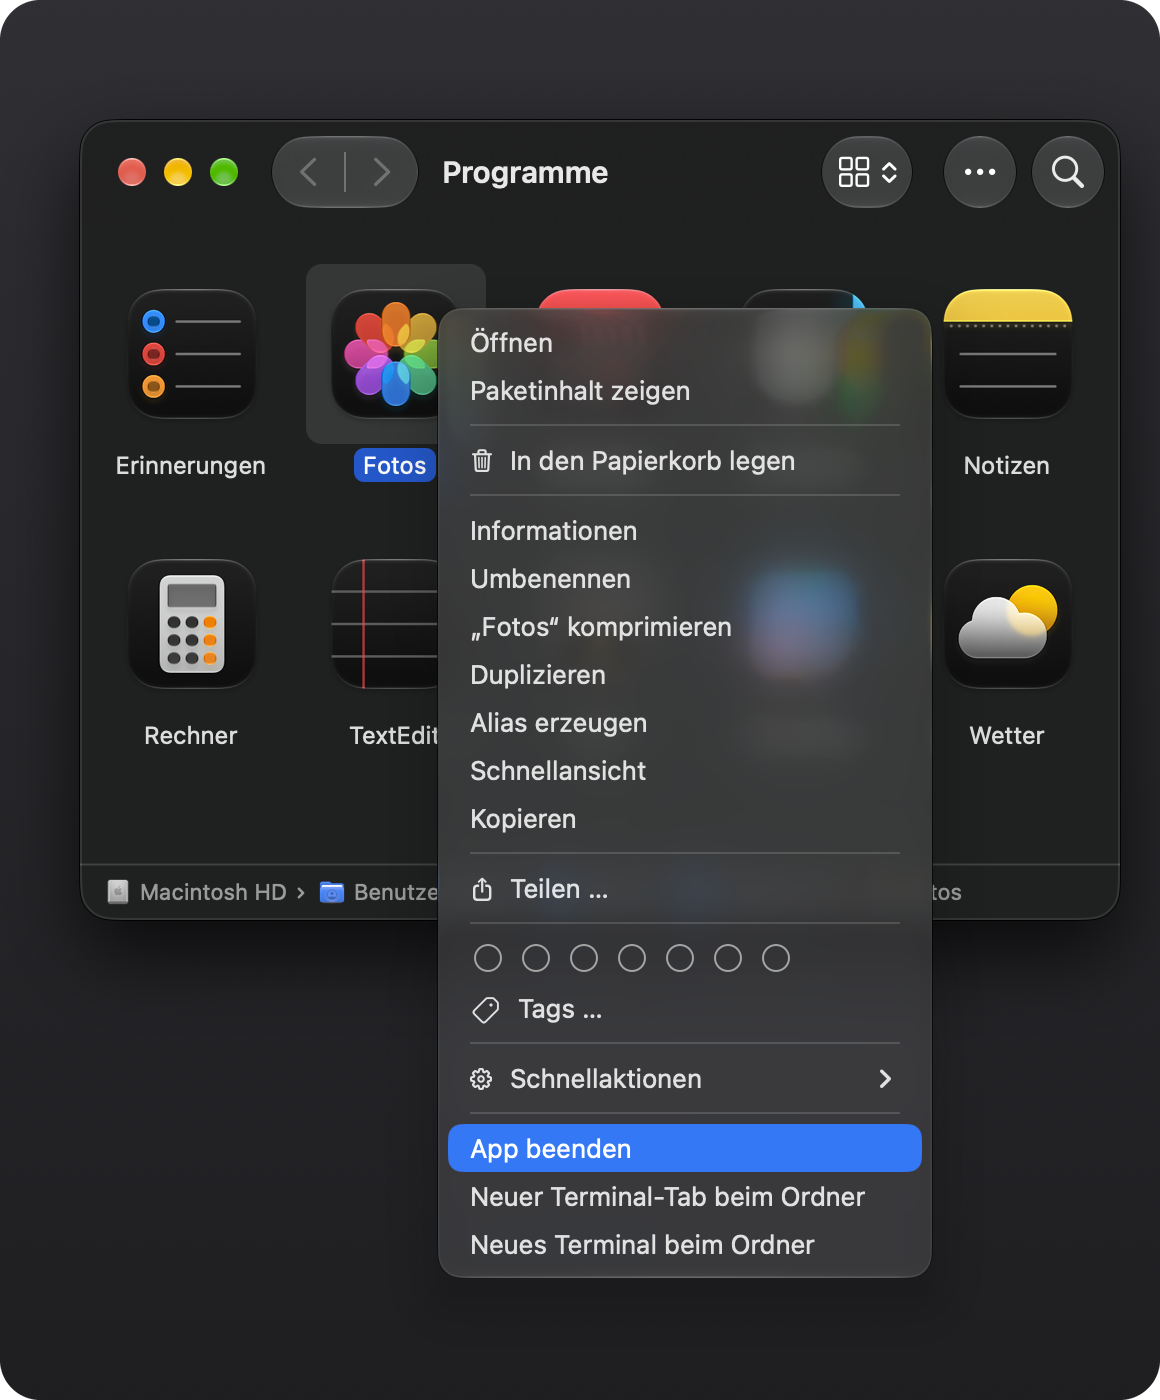 Programme
Erinnerungen
Fotos
Notizen
Rechner
TextEdit
Wetter
Macintosh HD
Öffnen
Paketinhalt zeigen
In den Papierkorb legen
Informationen
Umbenennen
„Fotos“ komprimieren
Duplizieren
Alias erzeugen
Schnellansicht
Kopieren
Teilen ...
Tags ...
Schnellaktionen
App beenden
Neuer Terminal-Tab beim Ordner
Neues Terminal beim Ordner